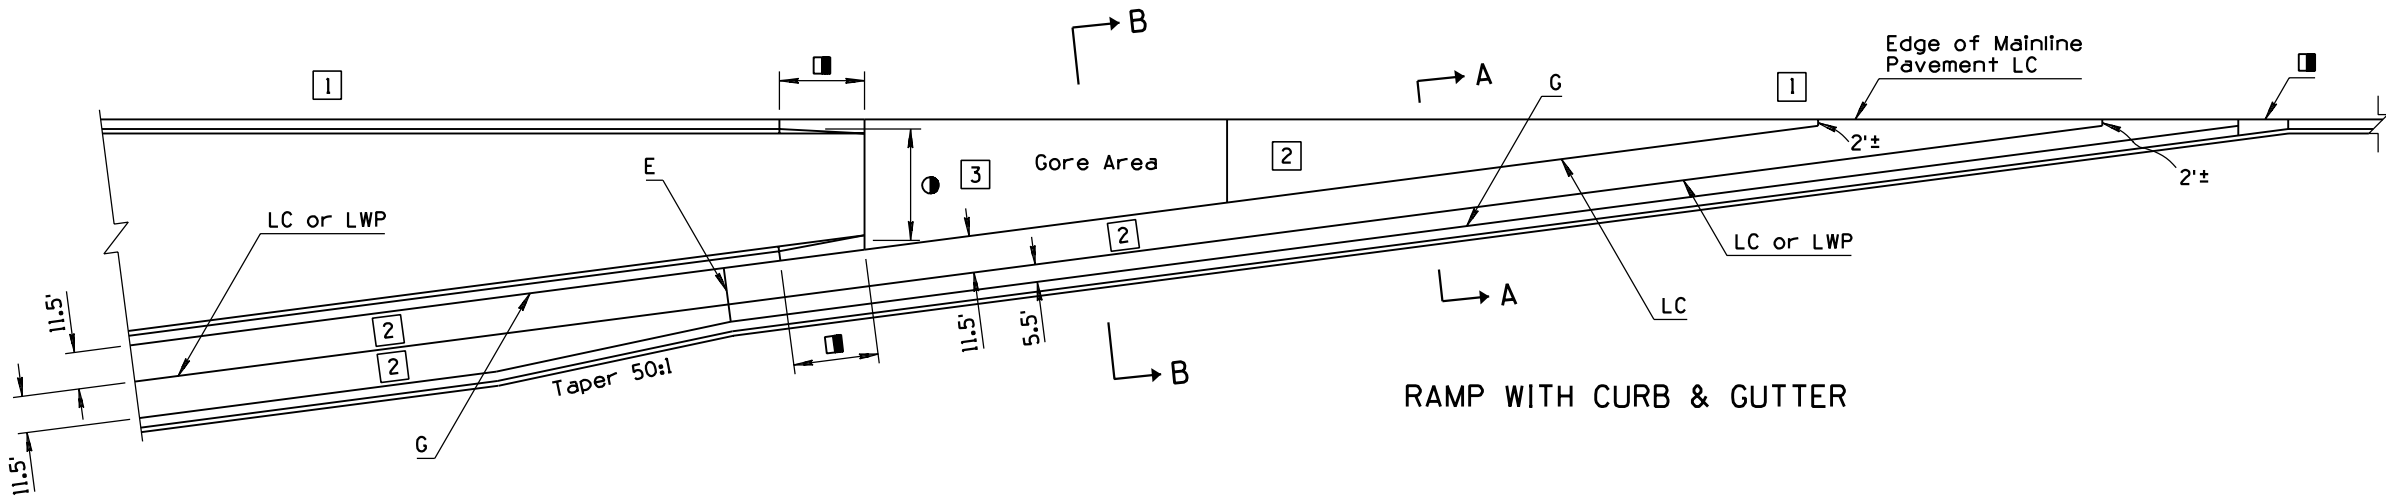 B
Edge of Mainline
Pavement LC
1
A
G
1
2'±
E
3
Gore Area
2
2'±
LC or LWP
2
LC or LWP
11.5'
2
2
LC
A
11.5'
5.5'
B
Taper 50:1
RAMP WITH CURB & GUTTER
G
11.5'